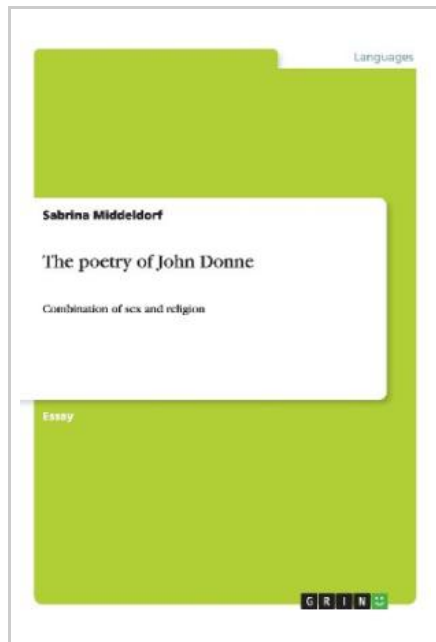 Languages
Sabrina Middeldorf
The poetry of John Donne
Combination of sex and religion
Essay
GRIN